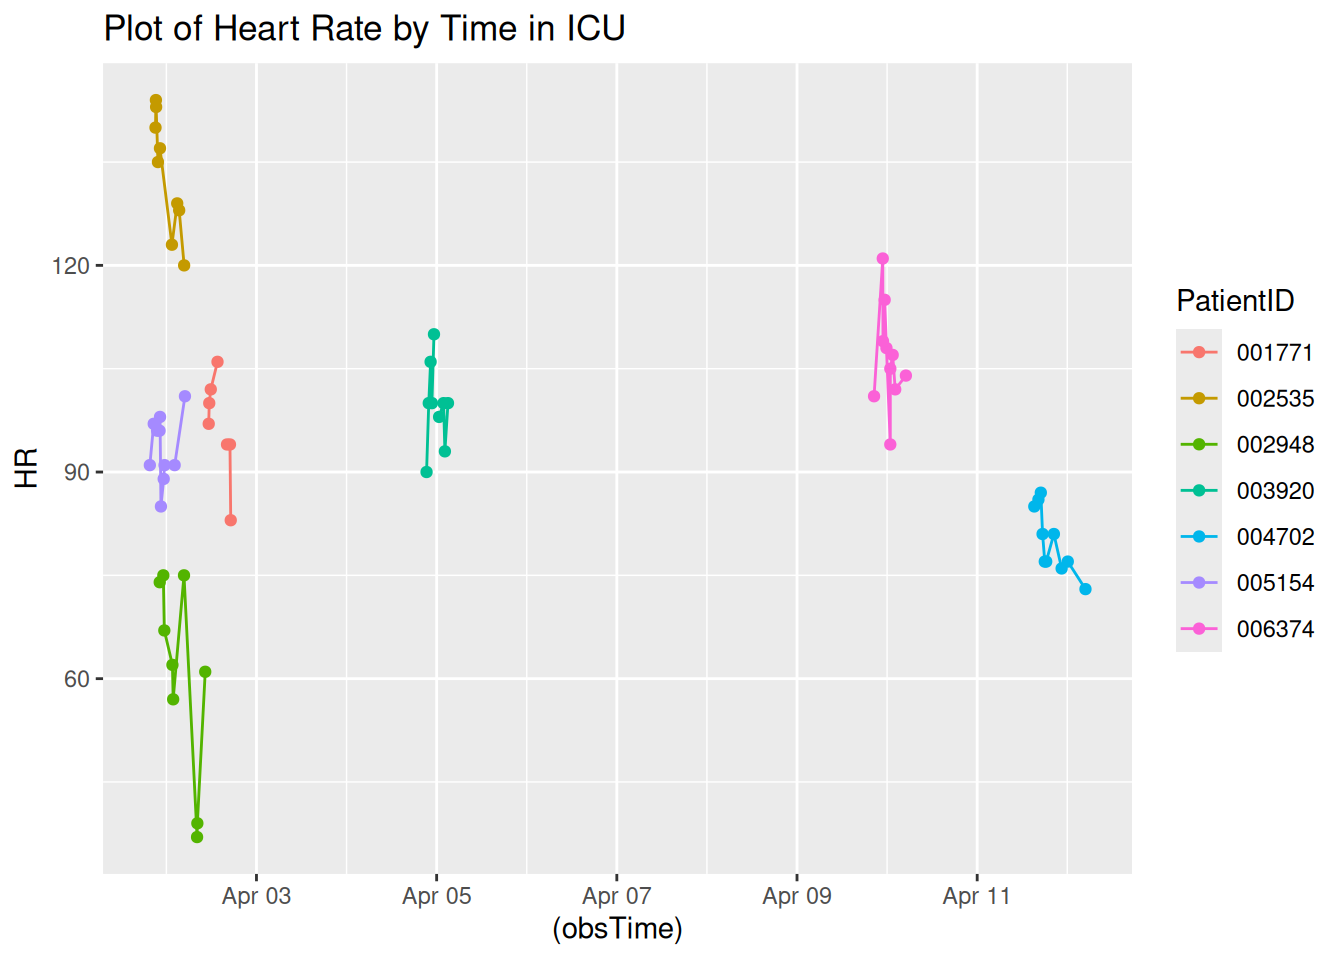 Plot of Heart Rate by Time in ICU
120
90
60
HR
Apr 03
Apr 05
Apr 07
Apr 09
Apr 11
(obsTime)
PatientID
001771
002535
002948
003920
004702
005154
006374